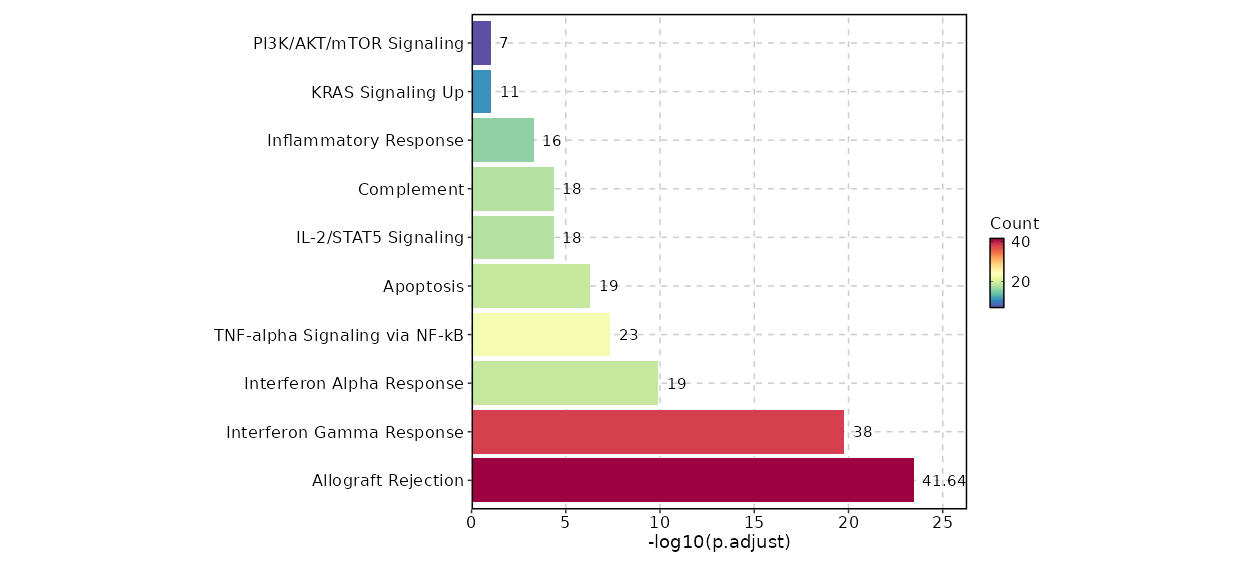 PI3K/AKT/mTOR Signaling 7
KRAS Signaling Up 11
Inflammatory Response 16
Complement 18
IL-2/STAT5 Signaling 18
Apoptosis 19
TNF-alpha Signaling via NF-kB 23
Interferon Alpha Response 19
Interferon Gamma Response 38
Allograft Rejection 41.64
0 5 10 15 20 25
-log10(p.adjust)
Count
40
20